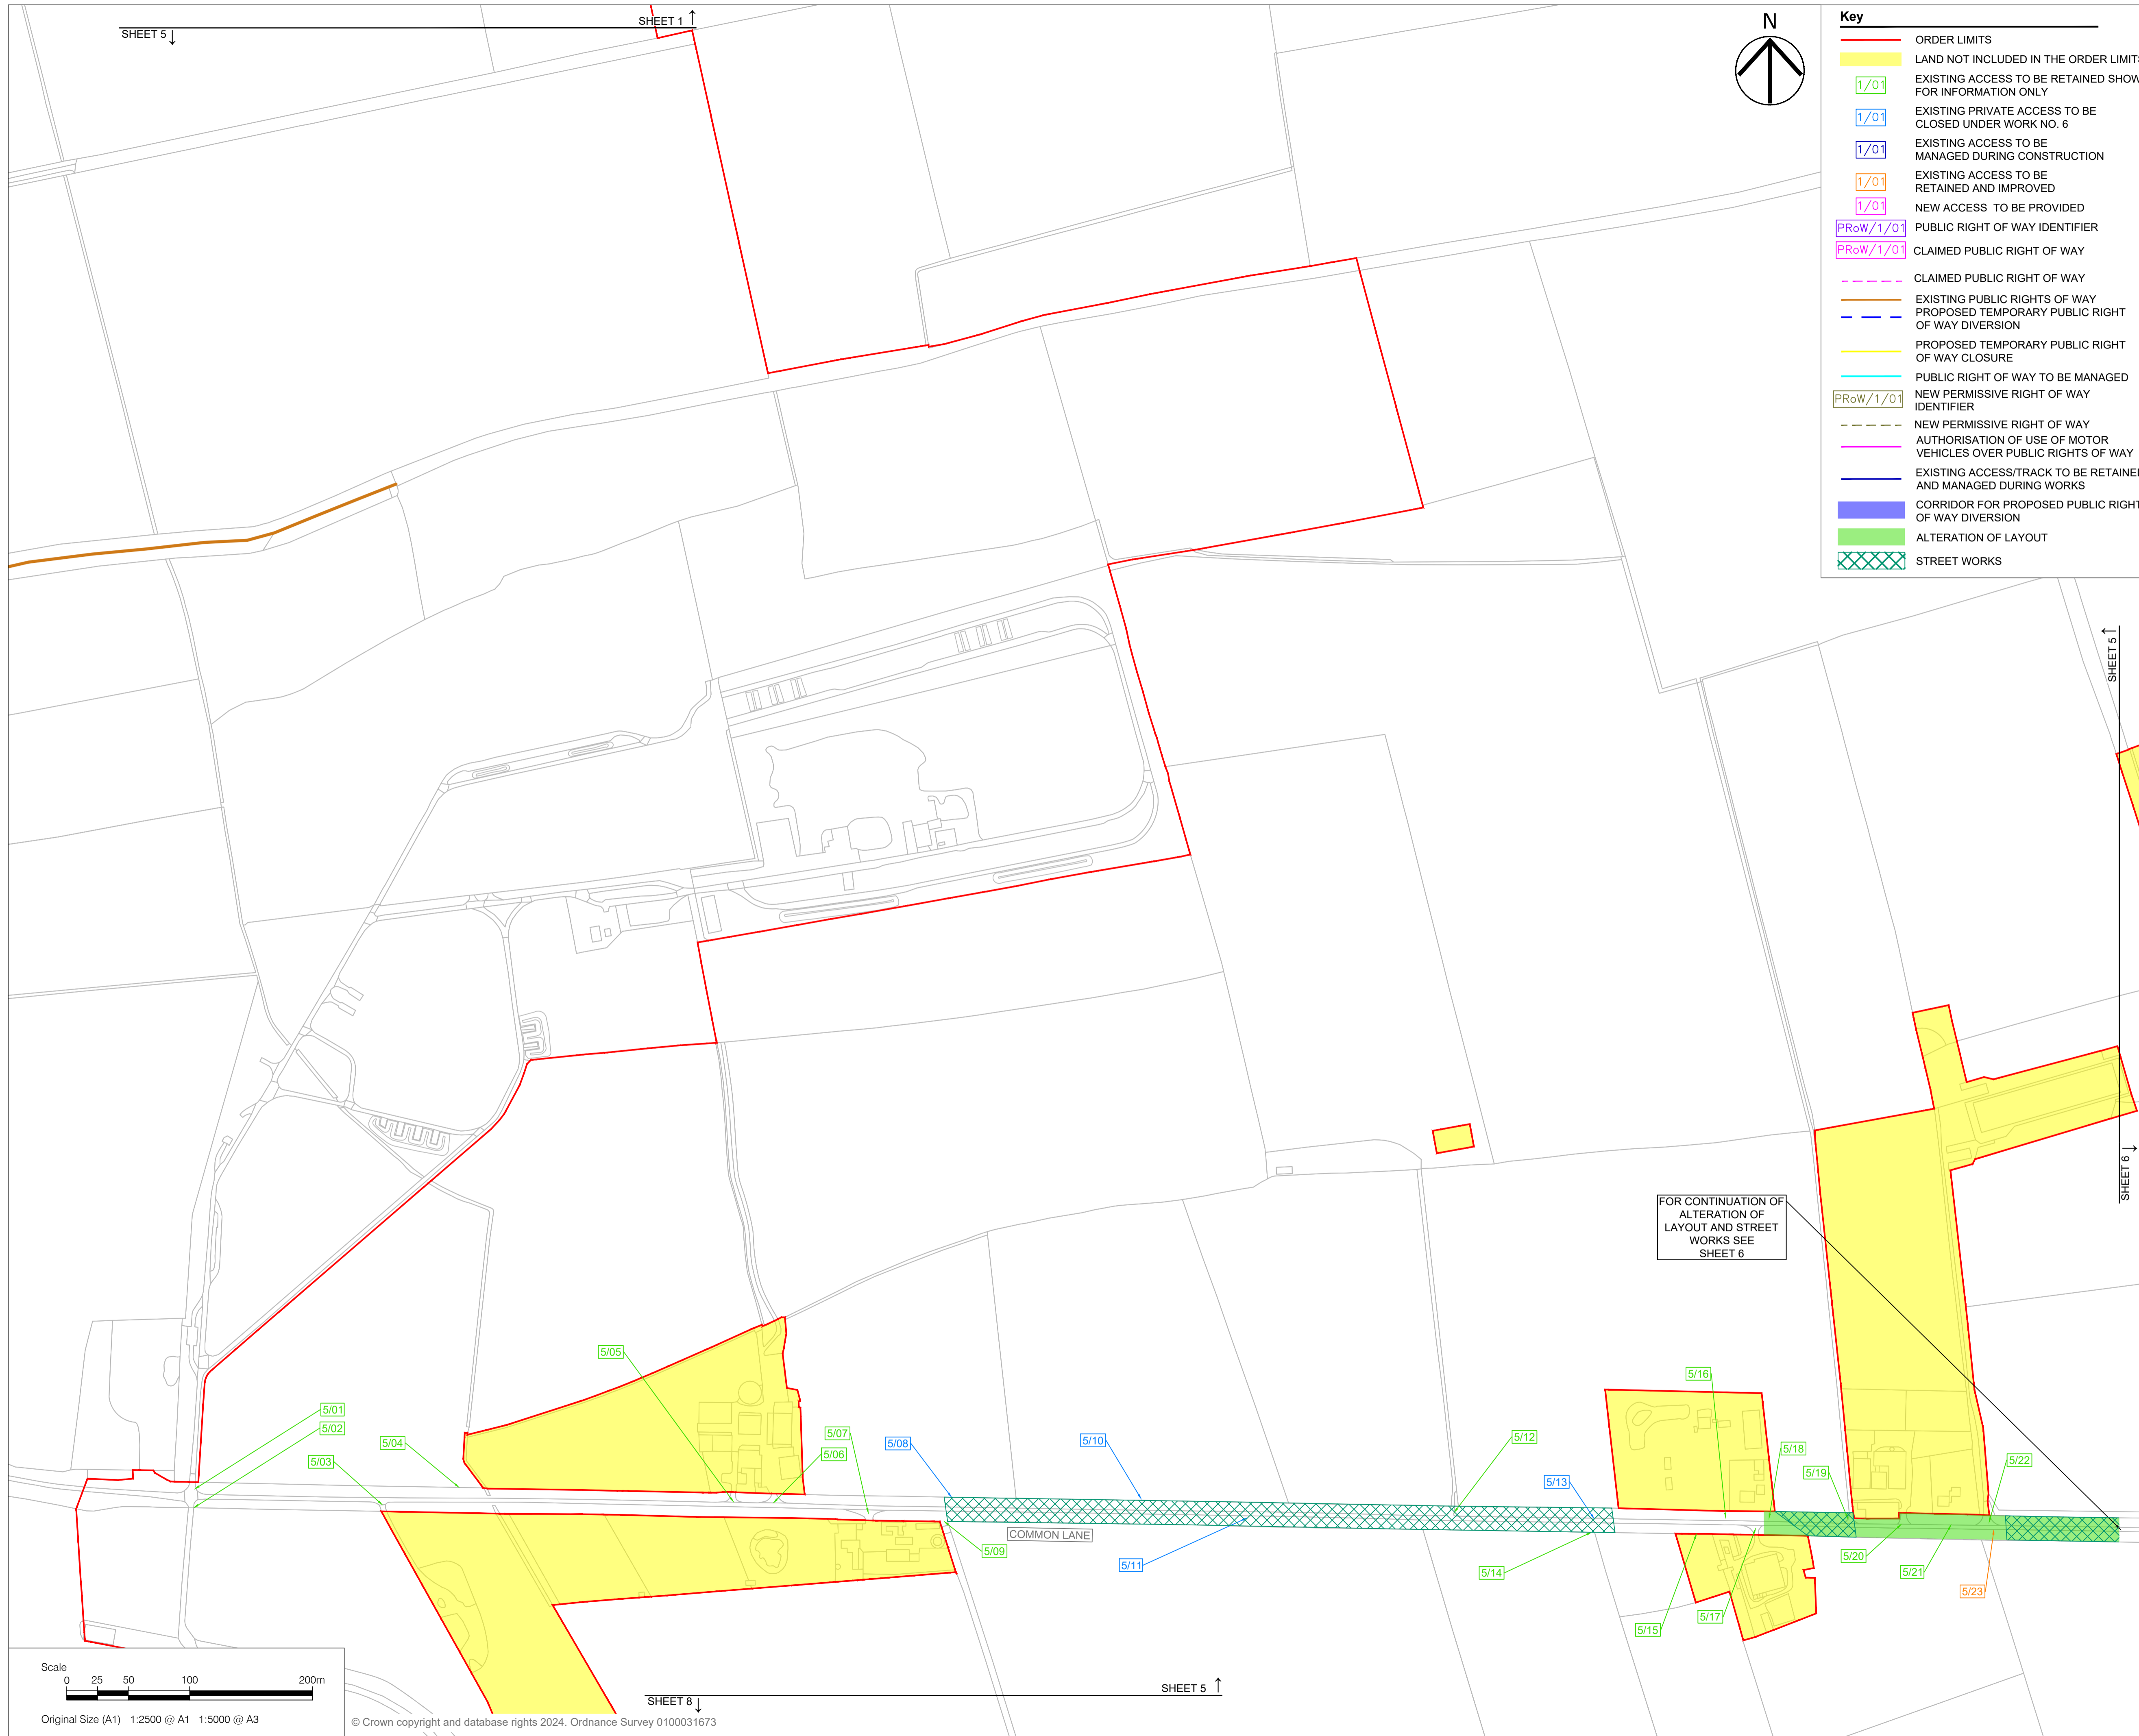 SHEET 1 ↑
SHEET 5 ↓
N
Key
ORDER LIMITS
LAND NOT INCLUDED IN THE ORDER
1/01
EXISTING ACCESS TO BE RETAINED
FOR INFORMATION ONLY
1/01
EXISTING PRIVATE ACCESS TO BE
CLOSED UNDER WORK NO. 6
1/01
EXISTING ACCESS TO BE
MANAGED DURING CONSTRUCTION
1/01
EXISTING ACCESS TO BE
RETAINED AND IMPROVED
1/01
NEW ACCESS TO BE PROVIDED
PRoW/1/01
PUBLIC RIGHT OF WAY IDENTIFIER
PRoW/1/01
CLAIMED PUBLIC RIGHT OF WAY
CLAIMED PUBLIC RIGHT OF WAY
EXISTING PUBLIC RIGHTS OF WAY
PROPOSED TEMPORARY PUBLIC RIGHT
OF WAY DIVERSION
PROPOSED TEMPORARY PUBLIC RIGHT
OF WAY CLOSURE
PUBLIC RIGHT OF WAY TO BE MANAGED
PRoW/1/01
NEW PERMISSIVE RIGHT OF WAY
IDENTIFIER
NEW PERMISSIVE RIGHT OF WAY
AUTHORISATION OF USE OF MOTOR
VEHICLES OVER PUBLIC RIGHTS OF WAY
EXISTING ACCESS/TRACK TO BE
AND MANAGED DURING WORKS
CORRIDOR FOR PROPOSED PUBLIC RIGHT
OF WAY DIVERSION
ALTERATION OF LAYOUT
STREET WORKS
SHEET 5 ↑
SHEET 6 ↓
FOR CONTINUATION OF
ALTERATION OF
LAYOUT AND STREET
WORKS SEE
SHEET 6
5/05
5/16
5/01
5/02
5/07
5/12
5/04
5/08
5/10
5/18
5/06
5/03
5/22
5/19
5/13
COMMON LANE
5/09
5/20
5/11
5/14
5/21
5/23
5/17
5/15
Scale
0 25 50 100 200m
Original Size (A1) 1:2500 @ A1 1:5000 @ A3
SHEET 5 ↑
SHEET 8 ↓
© Crown copyright and database rights 2024. Ordnance Survey 0100031673